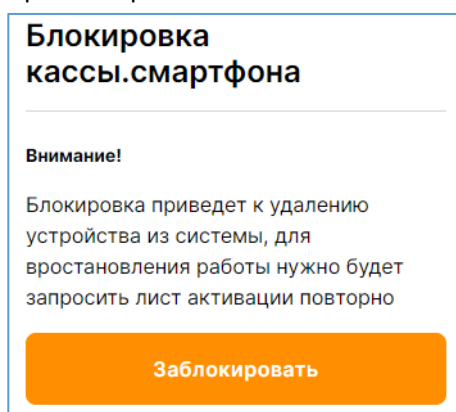 Блокировка
кассы.смартфона
Внимание!
Блокировка приведет к удалению
устройства из системы, для
вростановления работы нужно будет
запросить лист активации повторно
Заблокировать